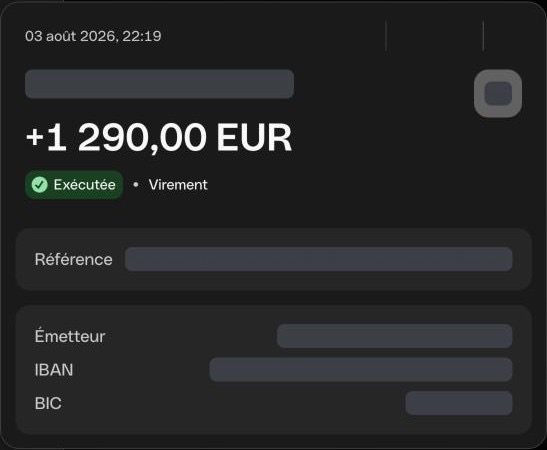 03 août 2026, 22:19
+1 290,00 EUR
Exécutée • Virement
Référence
Émetteur
IBAN
BIC